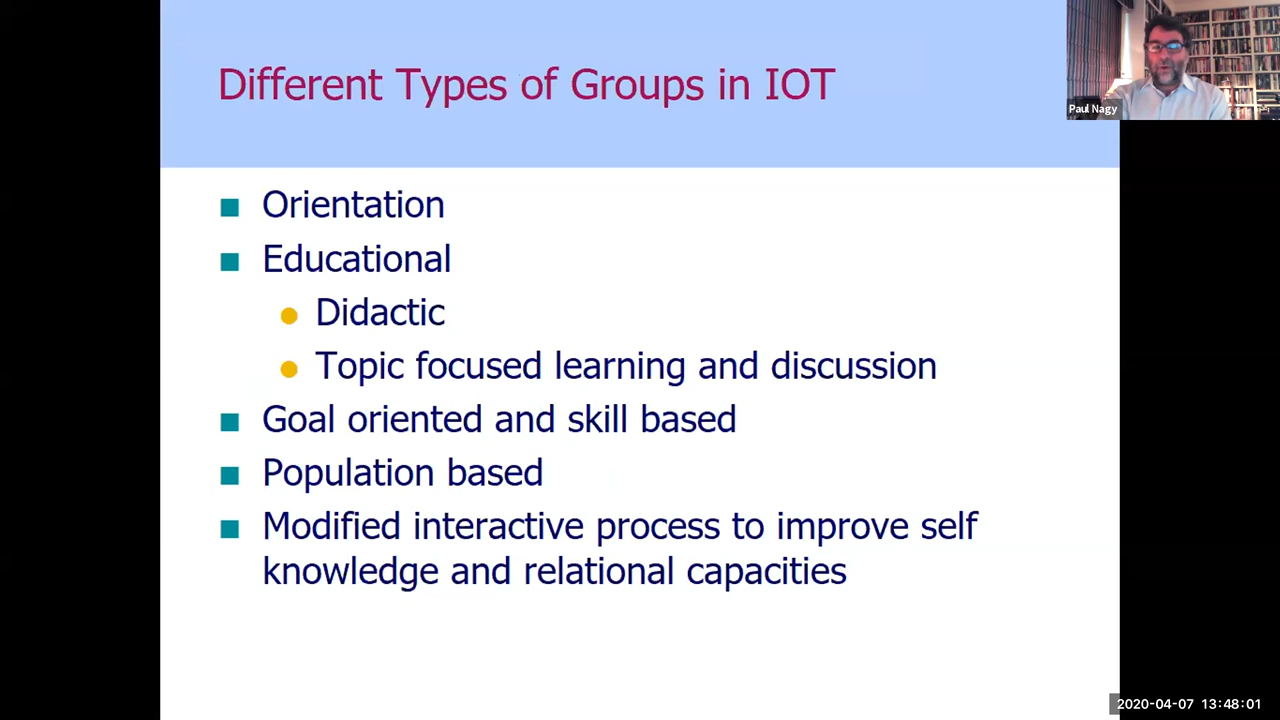 Different Types of Groups in IOT
Paul Nagy
Orientation
Educational
Didactic
Topic focused learning and discussion
Goal oriented and skill based
Population based
Modified interactive process to improve self
knowledge and relational capacities
2020-04-07 13:48:01